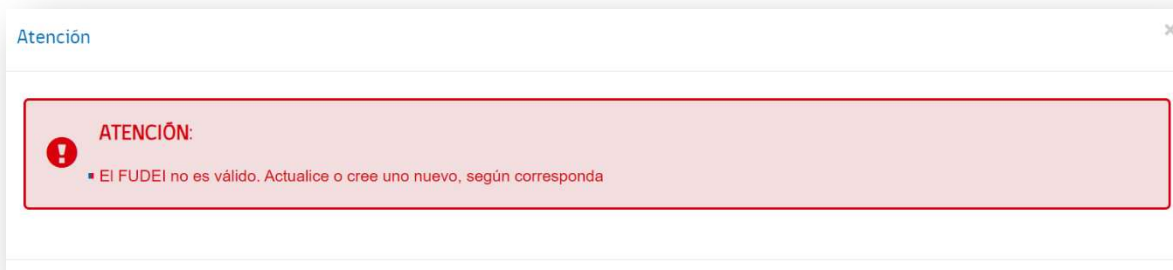 Atención
ATENCIÓN:
El FUDEI no es válido. Actualice o cree uno nuevo, según corresponda